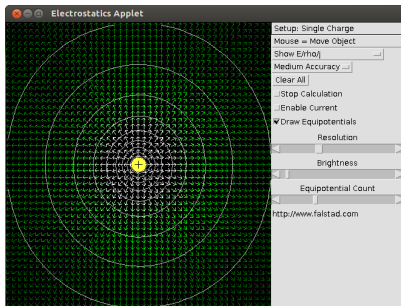 Electrostatics Applet
Setup: Single Charge
Mouse = Move Object
Show E/rho/j
Medium Accuracy
Clear All
Stop Calculation
Enable Current
Draw Equipotentials
Resolution
Brightness
Equipotential Count
http://www.falstad.com
+